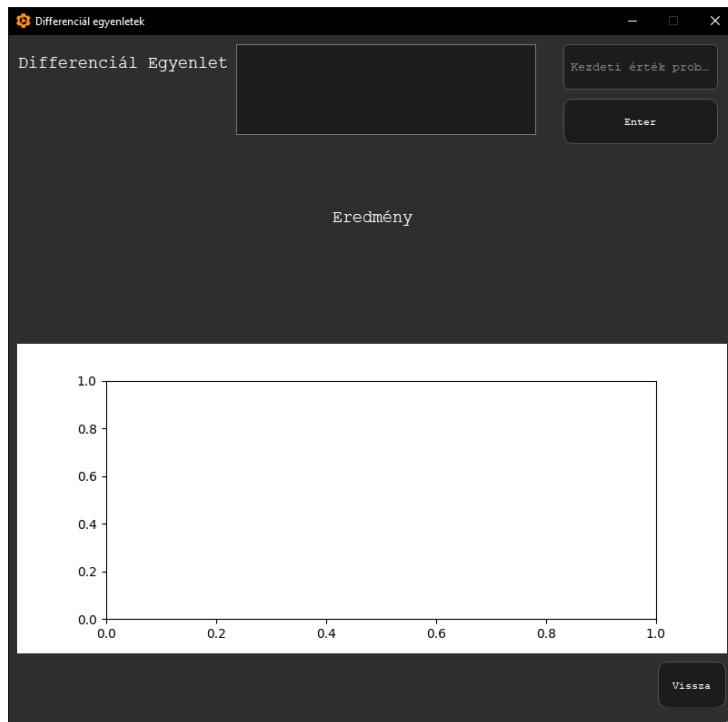 Differenciál egyenletek
Differenciál Egyenlet
Kezdeti érték prob…
Enter
Eredmény
1.0
0.8
0.6
0.4
0.2
0.0
0.0 0.2 0.4 0.6 0.8 1.0
Vissza